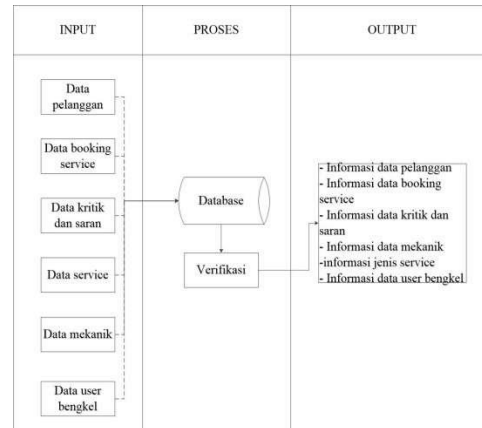 INPUT
PROSES
OUTPUT
Data
pelanggan
Data booking
service
Data kritik
dan saran
Data service
Data mekanik
Data user
bengkel
Database
Verifikasi
- Informasi data pelanggan
- Informasi data booking
service
- Informasi data kritik dan
saran
- Informasi data mekanik
-informasi jenis service
- Informasi data user bengkel